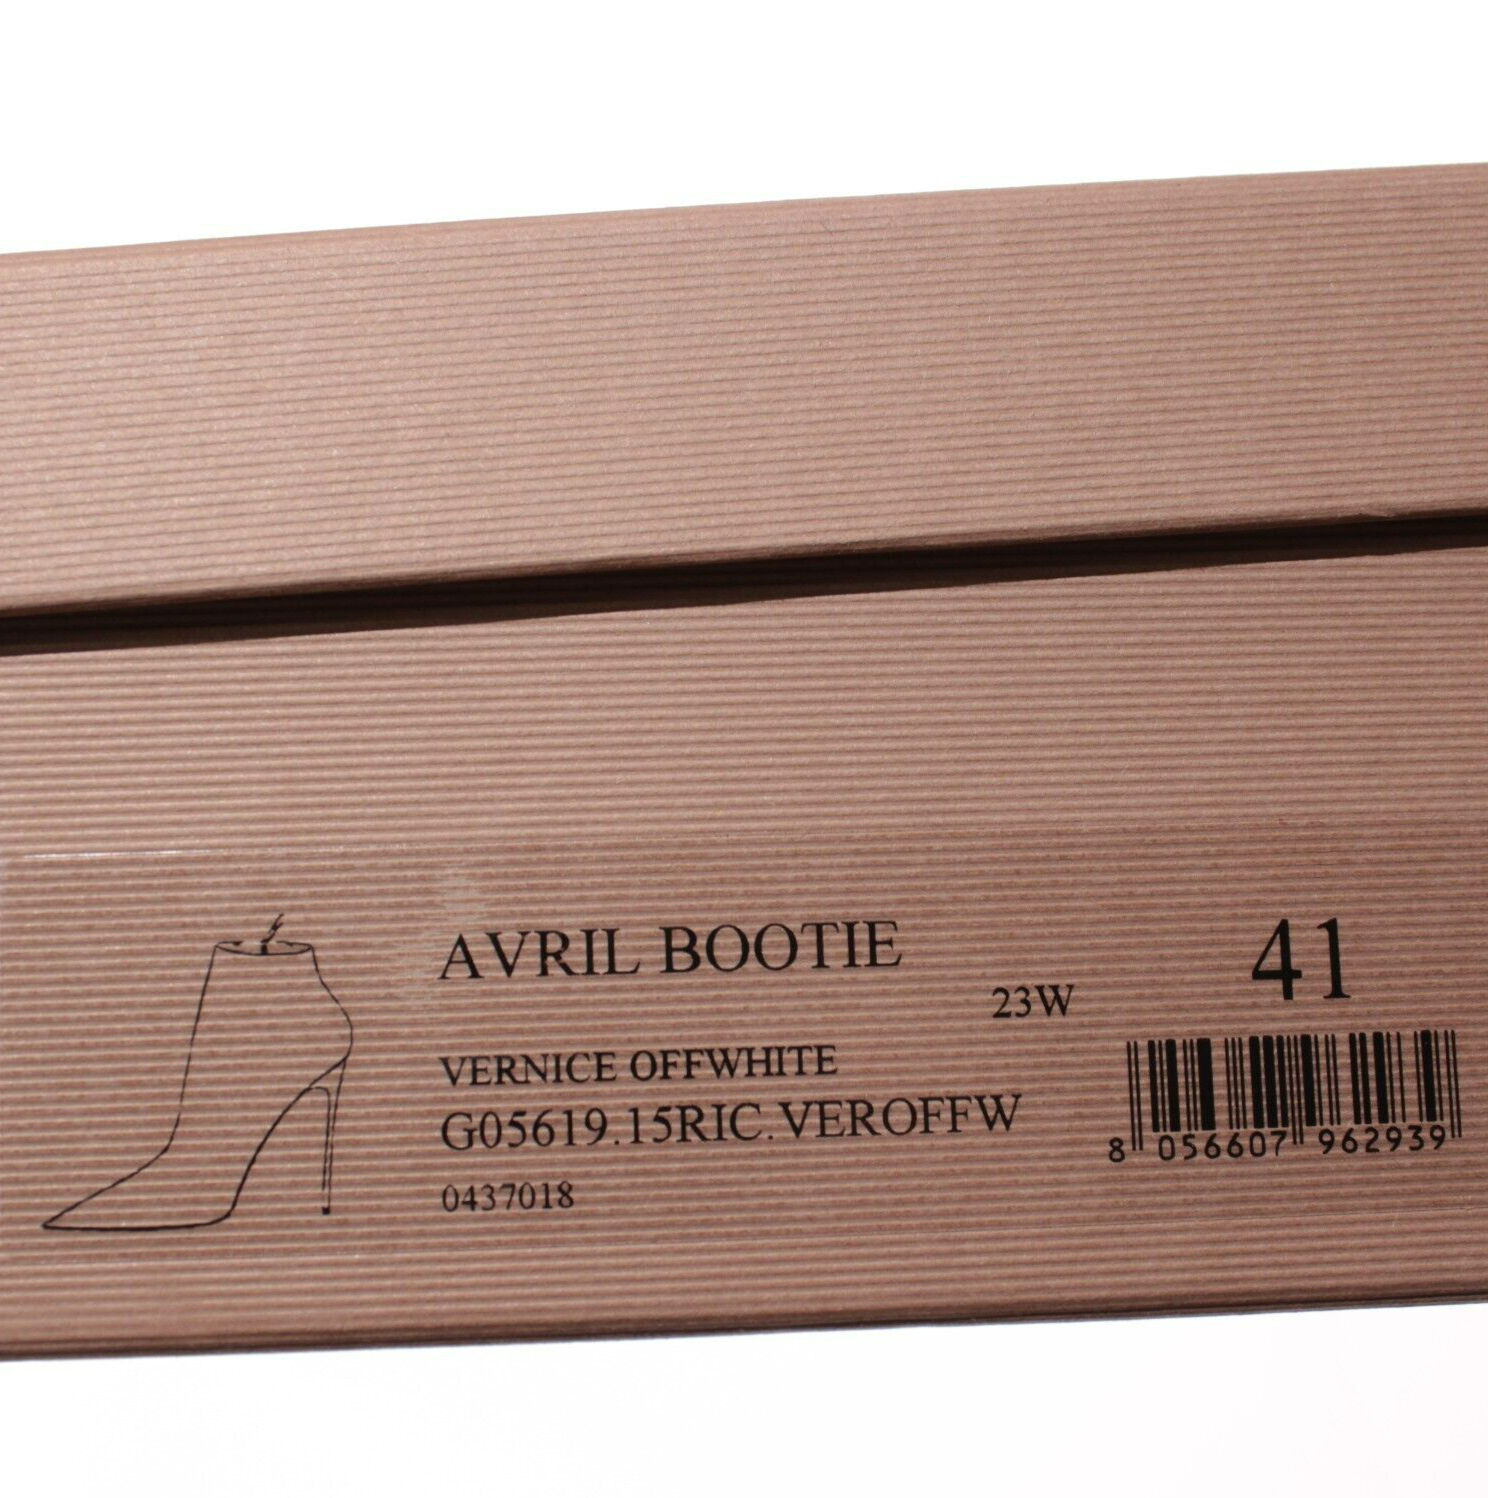 AVRIL BOOTIE
41
23W
VERNICE OFFWHITE
G05619.15RIC.VEROFFW
0437018
8 056607 962939